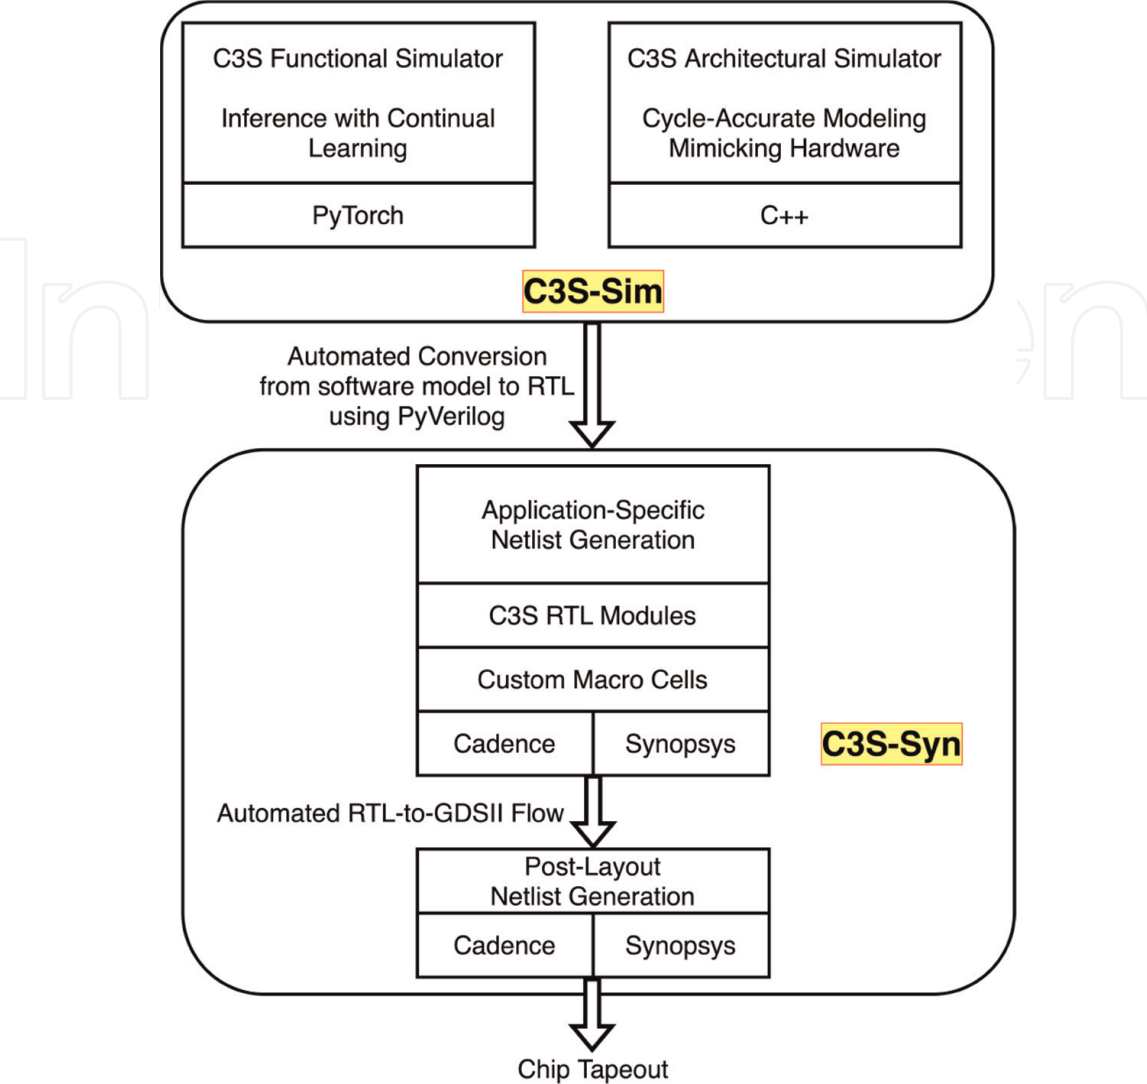 C3S Functional Simulator
Inference with Continual
Learning
PyTorch
C3S Architectural Simulator
Cycle-Accurate Modeling
Mimicking Hardware
C++
C3S-Sim
Automated Conversion
from software model to RTL
using PyVerilog
Application-Specific
Netlist Generation
C3S RTL Modules
Custom Macro Cells
Cadence
Synopsys
C3S-Syn
Automated RTL-to-GDSII Flow
Post-Layout
Netlist Generation
Cadence
Synopsys
Chip Tapeout